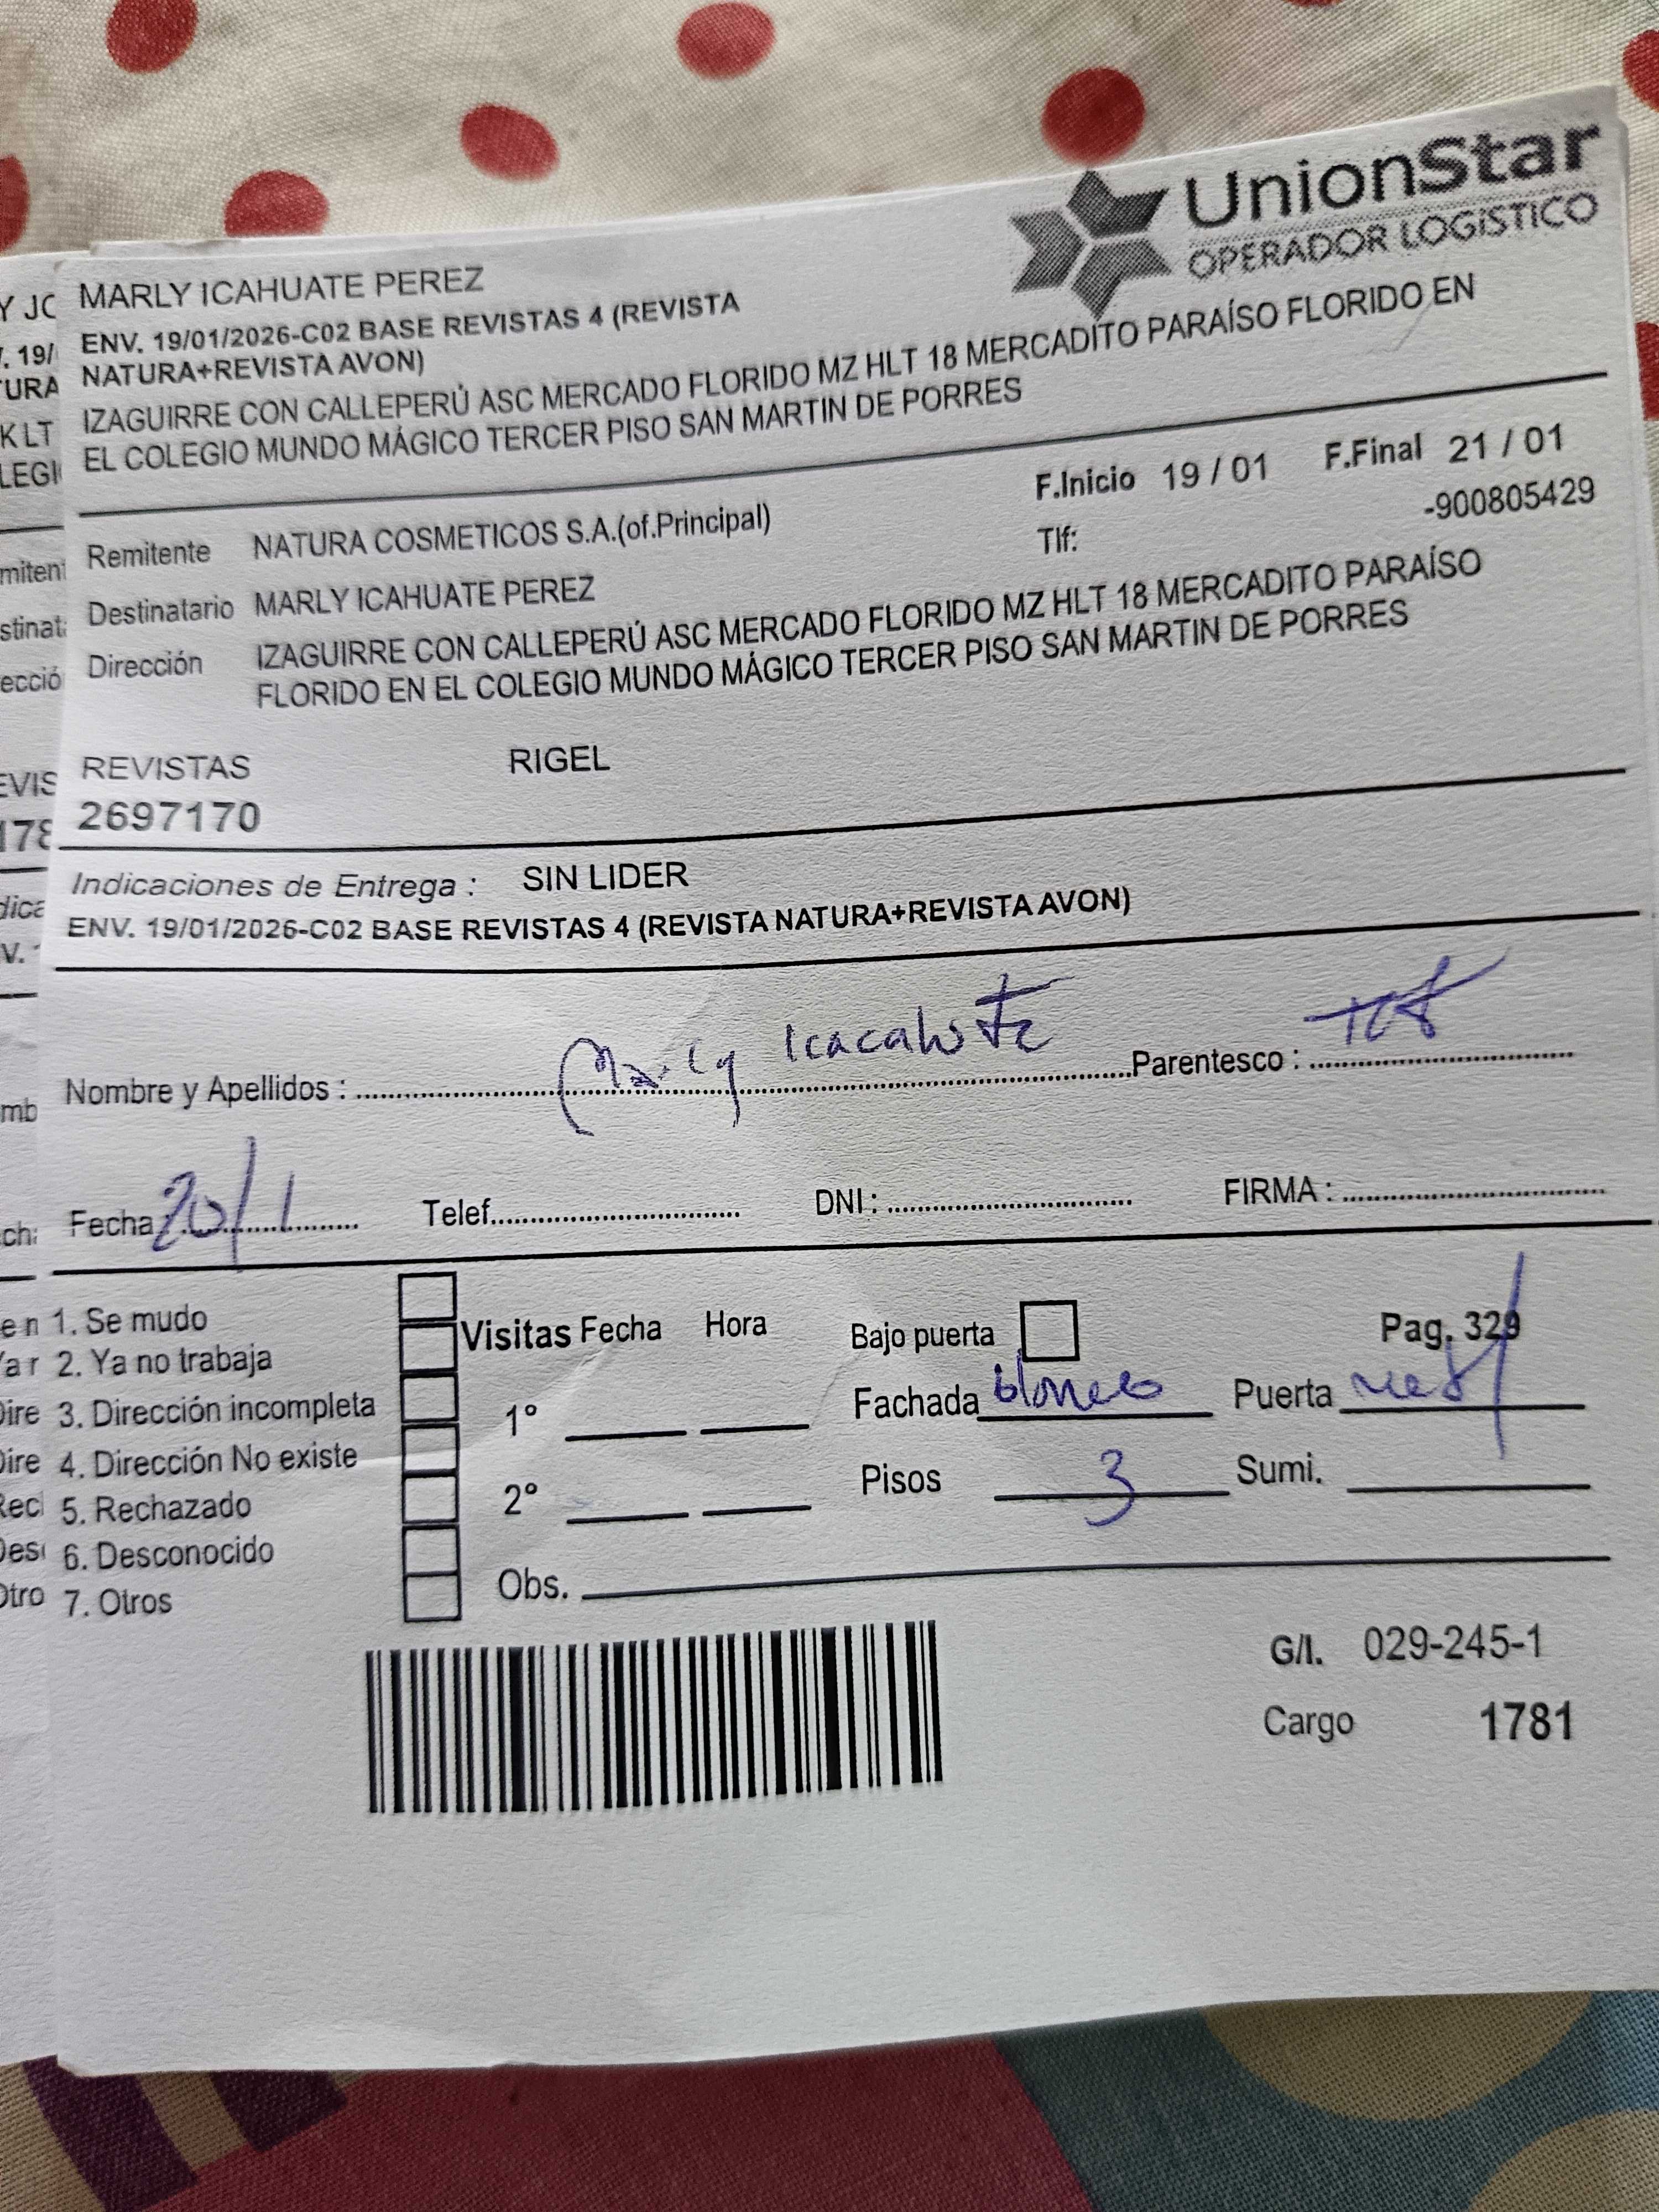 UnionStar
OPERADOR LOGÍSTICO
MARLY ICAHUATE PEREZ
ENV. 19/01/2026-C02 BASE REVISTAS 4 (REVISTA
NATURA+REVISTA AVON)
IZAGUIRRE CON CALLEPERÚ ASC MERCADO FLORIDO MZ HLT 18 MERCADITO PARAÍSO FLORIDO EN
EL COLEGIO MUNDO MÁGICO TERCER PISO SAN MARTIN DE PORRES
F.Inicio 19 / 01 F.Final 21 / 01
Remitente NATURA COSMETICOS S.A.(of.Principal) Tlf: -900805429
Destinatario MARLY ICAHUATE PEREZ
Dirección IZAGUIRRE CON CALLEPERÚ ASC MERCADO FLORIDO MZ HLT 18 MERCADITO PARAÍSO
FLORIDO EN EL COLEGIO MUNDO MÁGICO TERCER PISO SAN MARTIN DE PORRES
REVISTAS RIGEL
2697170
Indicaciones de Entrega : SIN LIDER
ENV. 19/01/2026-C02 BASE REVISTAS 4 (REVISTA NATURA+REVISTA AVON)
Nombre y Apellidos : Marly Parentesco :
Fecha 20/1 Telef. DNI : FIRMA :
1. Se mudo
2. Ya no trabaja
3. Dirección incompleta
4. Dirección No existe
5. Rechazado
6. Desconocido
7. Otros
Visitas Fecha Hora
1°
2°
Obs.
Bajo puerta Pag. 329
Fachada blanco Puerta
Pisos 3 Sumi.
G/I. 029-245-1
Cargo 1781